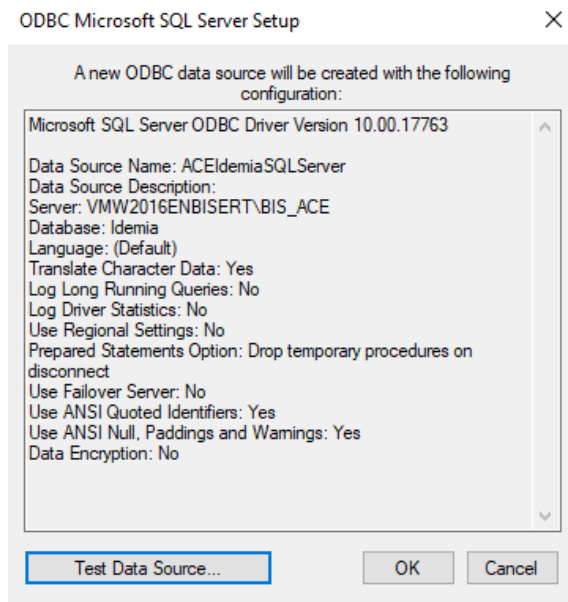 ODBC Microsoft SQL Server Setup
A new ODBC data source will be created with the following
configuration:
Microsoft SQL Server ODBC Driver Version 10.00.17763
Data Source Name: ACEIdemiaSQLServer
Data Source Description:
Server: VMW2016ENBISERT\BIS_ACE
Database: Idemia
Language: (Default)
Translate Character Data: Yes
Log Long Running Queries: No
Log Driver Statistics: No
Use Regional Settings: No
Prepared Statements Option: Drop temporary procedures on
disconnect
Use Failover Server: No
Use ANSI Quoted Identifiers: Yes
Use ANSI Null, Paddings and Warnings: Yes
Data Encryption: No
Test Data Source...
OK
Cancel